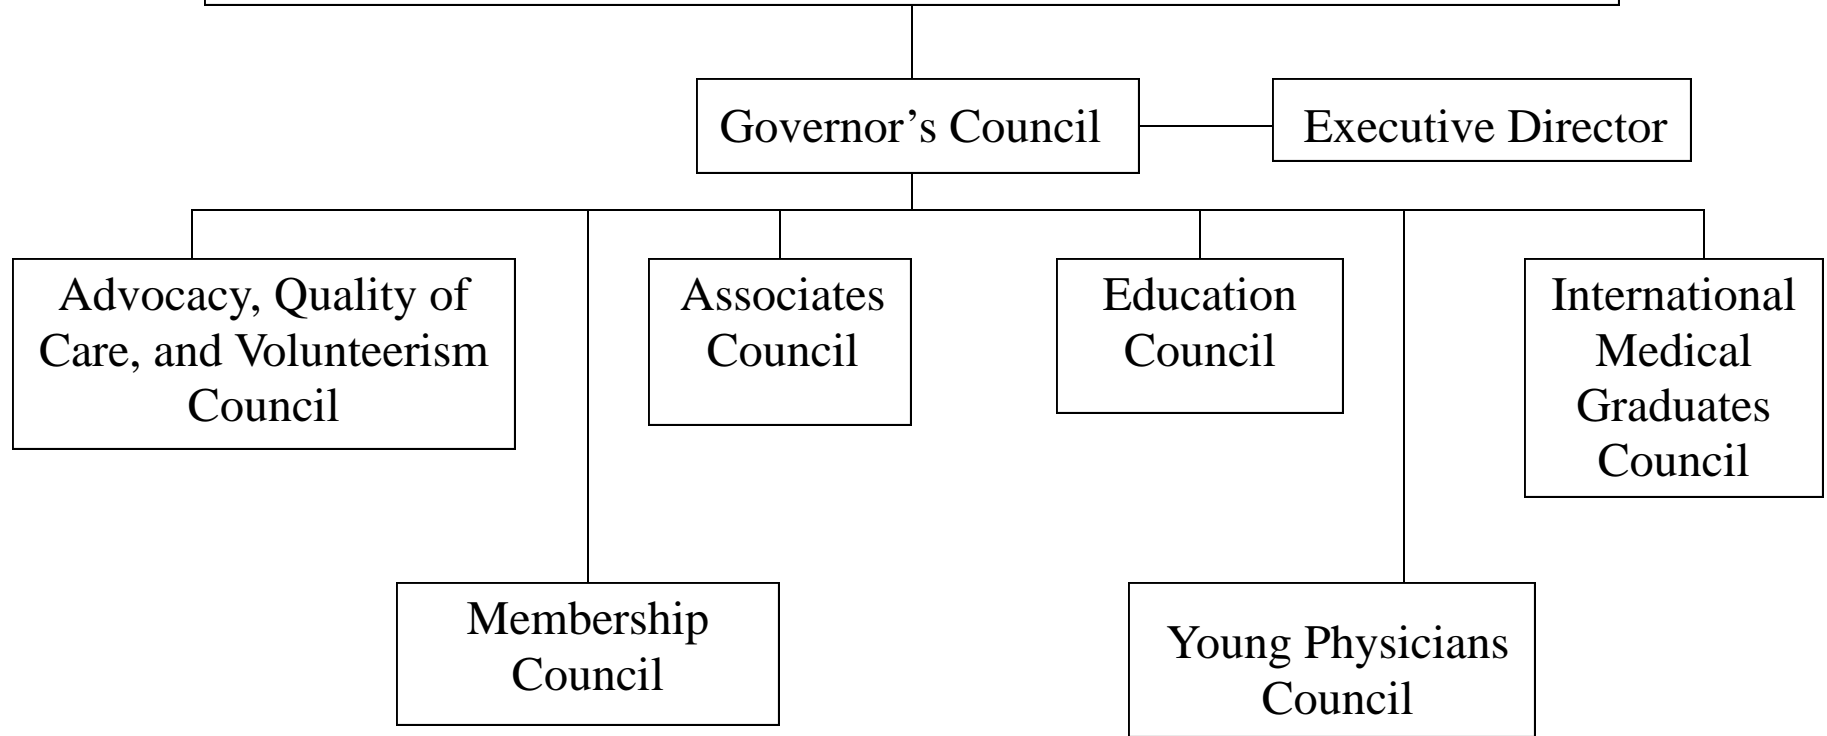 Governor’s Council
Executive Director
Advocacy, Quality of
Care, and Volunteerism
Council
Associates
Council
Education
Council
International
Medical
Graduates
Council
Membership
Council
Young Physicians
Council